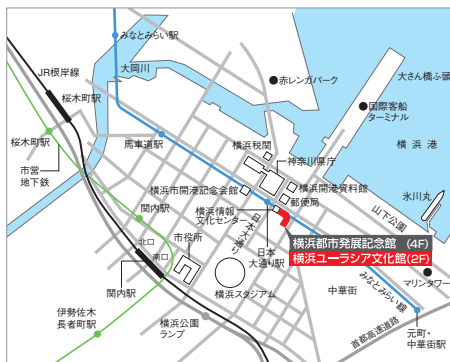 みなとみらい駅
大岡川
JR根岸線
桜木町駅
赤レンガパーク
大さん橋ふ頭
国際客船
ターミナル
桜木町駅
市営
地下鉄
馬車道駅
横浜税関
神奈川県庁
横浜港
横浜市開港記念会館
横浜開港資料館
郵便局
氷川丸
関内駅
横浜情報
文化センター
日本大通り
山下公園
北口
南口
市役所
日本
大通り駅
横浜都市発展記念館 (4F)
横浜ユーラシア文化館(2F)
関内駅
横浜スタジアム
中華街
みなとみらい線
マリンタワー
伊勢佐木
長者町駅
横浜公園
ランプ
首都高速道路
元町・
中華街駅